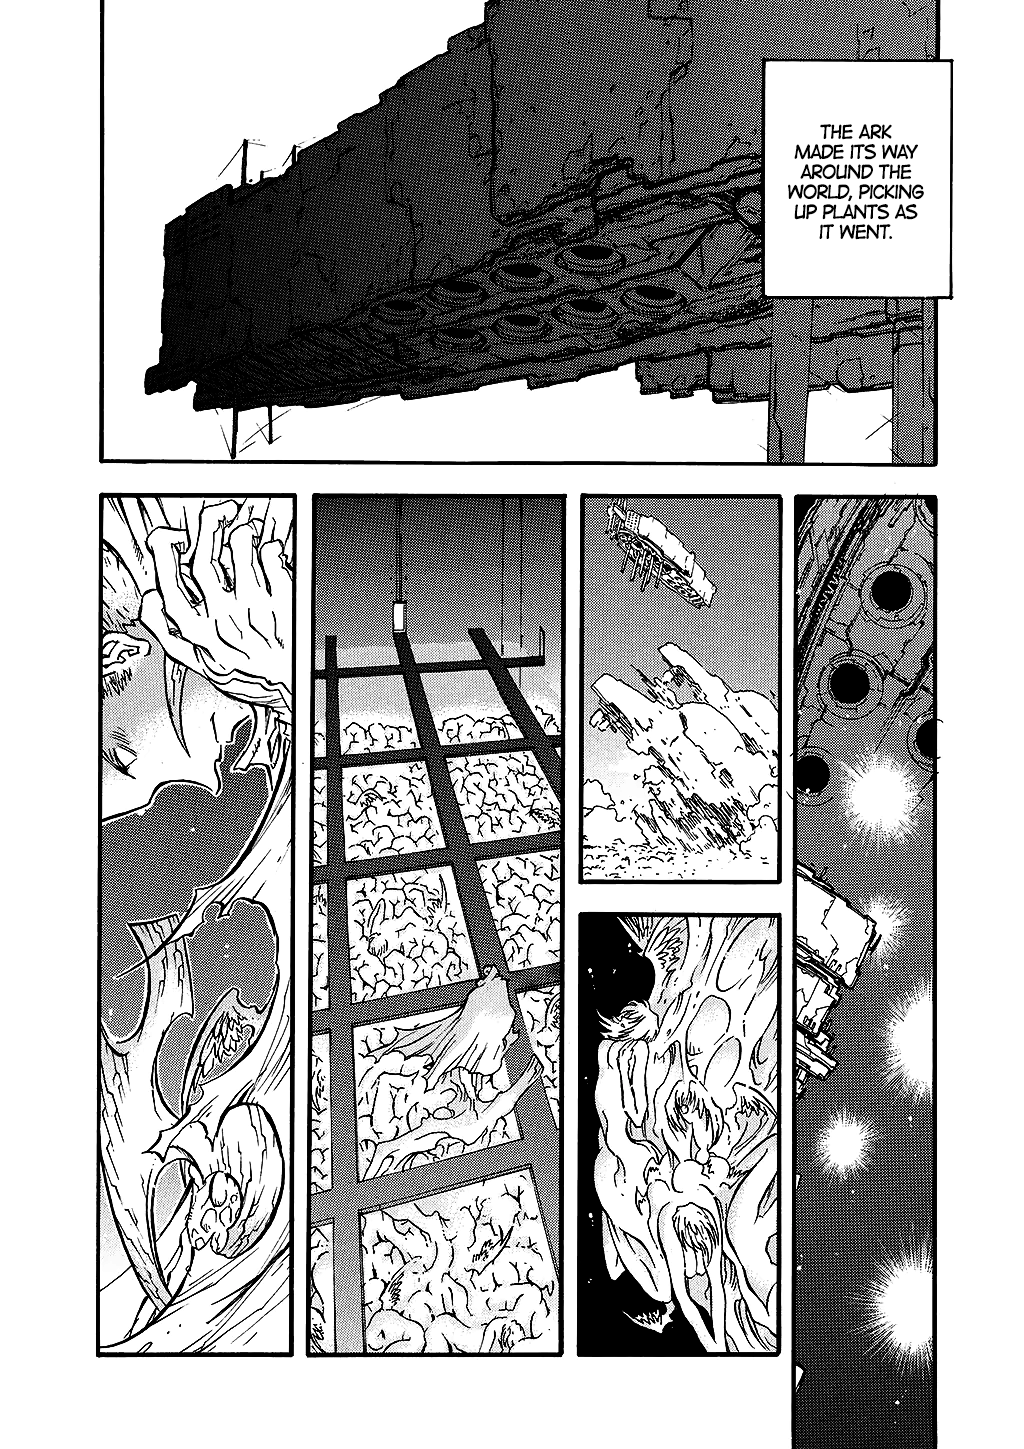 THE ARK
MADE ITS WAY
AROUND THE
WORLD, PICKING
UP PLANTS AS
IT WENT.